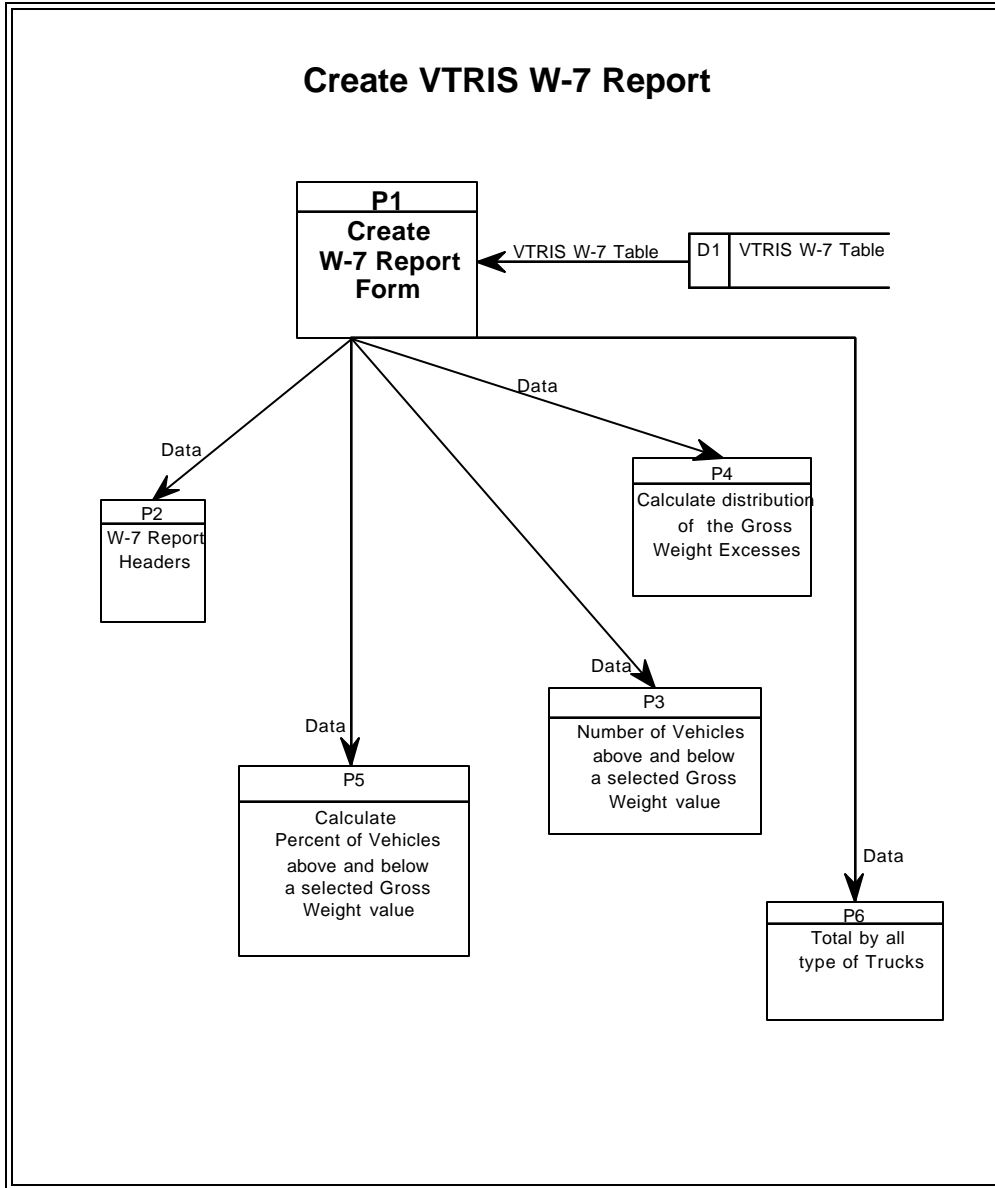 Create VTRIS W-7 Report
P1
Create
W-7 Report
Form
VTRIS W-7 Table
D1
VTRIS W-7 Table
Data
Data
P4
Calculate distribution
of the Gross
Weight Excesses
P2
W-7 Report
Headers
Data
P3
Number of Vehicles
above and below
a selected Gross
Weight value
Data
P5
Calculate
Percent of Vehicles
above and below
a selected Gross
Weight value
Data
P6
Total by all
type of Trucks